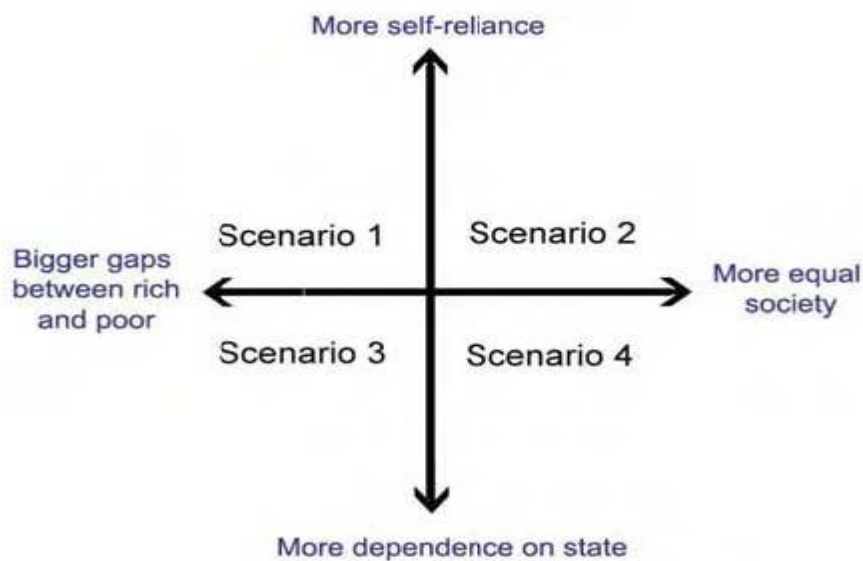 More self-reliance
Scenario 1
Scenario 2
Bigger gaps
between rich
and poor
More equal
society
Scenario 3
Scenario 4
More dependence on state